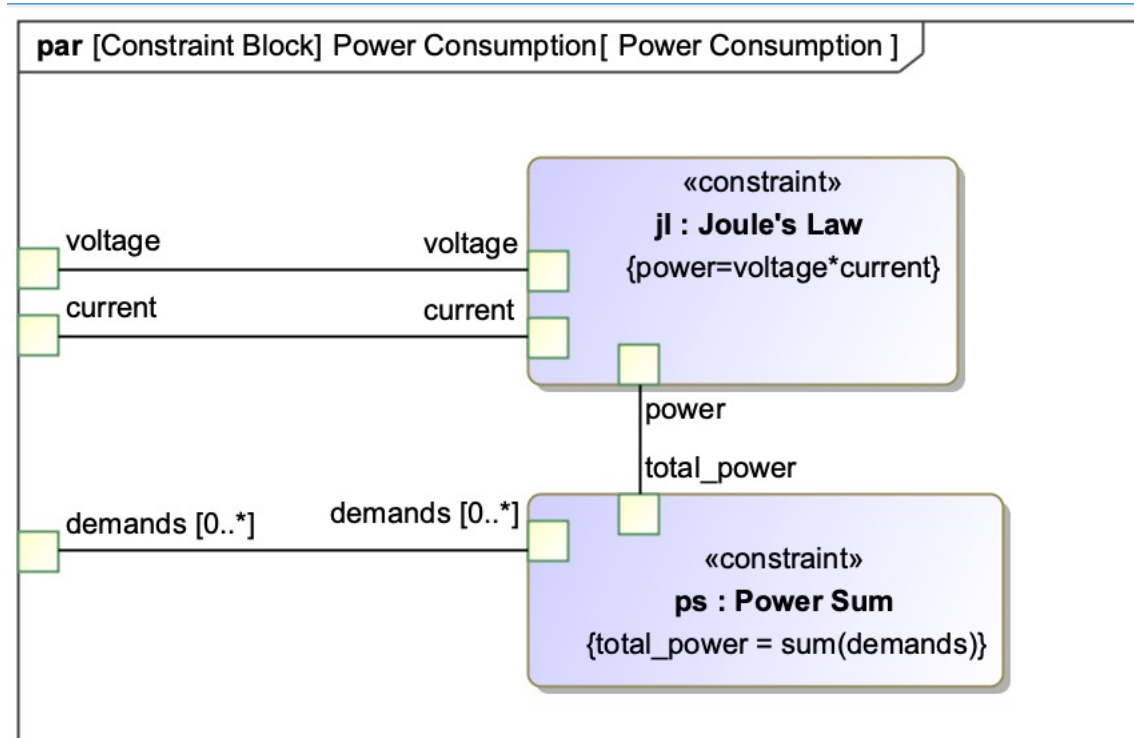 par [Constraint Block] Power Consumption[ Power Consumption ]
«constraint»
jl : Joule's Law
{power=voltage*current}
voltage
voltage
current
current
power
total_power
demands [0..*]
demands [0..*]
«constraint»
ps : Power Sum
{total_power = sum(demands)}